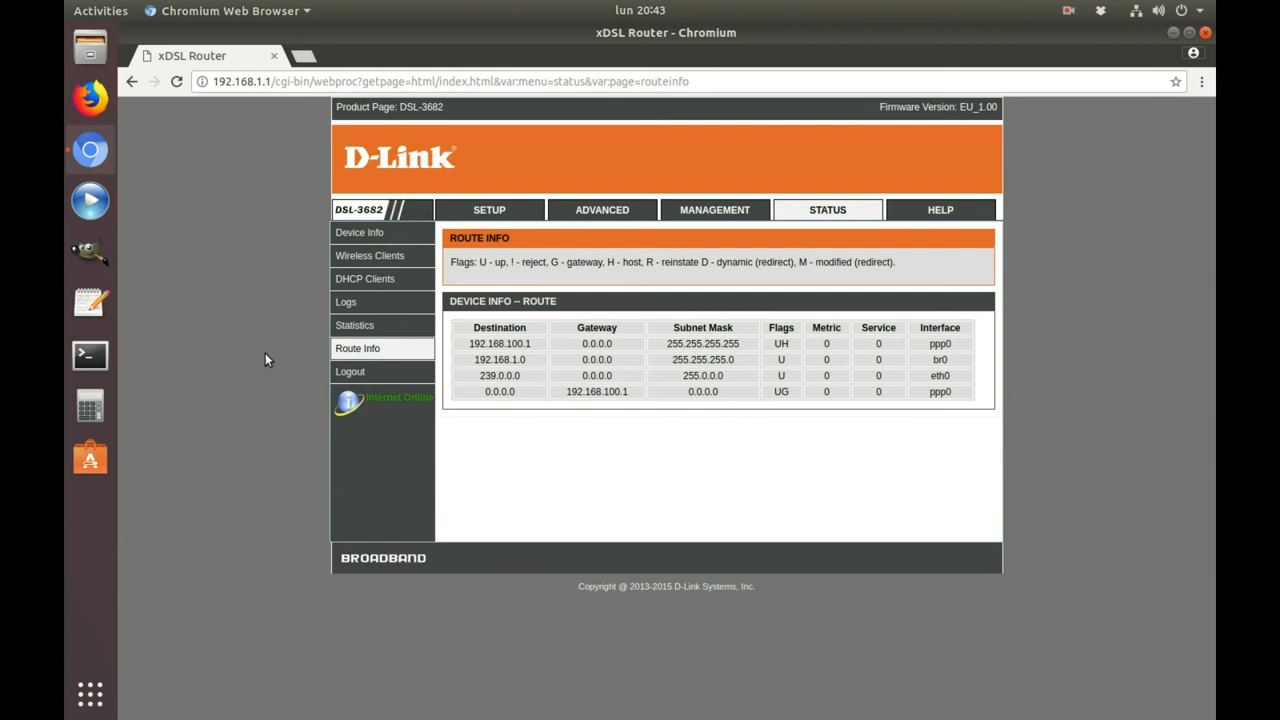 Activities Chromium Web Browser lun 20:43
xDSL Router - Chromium
xDSL Router
192.168.1.1/cgi-bin/webproc?getpage=html/index.html&var:menu=status&var:page=routeinfo
Product Page: DSL-3682 Firmware Version: EU_1.00
D-Link
DSL-3682 SETUP ADVANCED MANAGEMENT STATUS HELP
Device Info
Wireless Clients
DHCP Clients
Logs
Statistics
Route Info
Logout
Internet Online
ROUTE INFO
Flags: U - up, ! - reject, G - gateway, H - host, R - reinstate D - dynamic (redirect), M - modified (redirect).
DEVICE INFO -- ROUTE
Destination Gateway Subnet Mask Flags Metric Service Interface
192.168.100.1 0.0.0.0 255.255.255.255 UH 0 0 ppp0
192.168.1.0 0.0.0.0 255.255.255.0 U 0 0 br0
239.0.0.0 0.0.0.0 255.0.0.0 U 0 0 eth0
0.0.0.0 192.168.100.1 0.0.0.0 UG 0 0 ppp0
BROADBAND
Copyright @ 2013-2015 D-Link Systems, Inc.